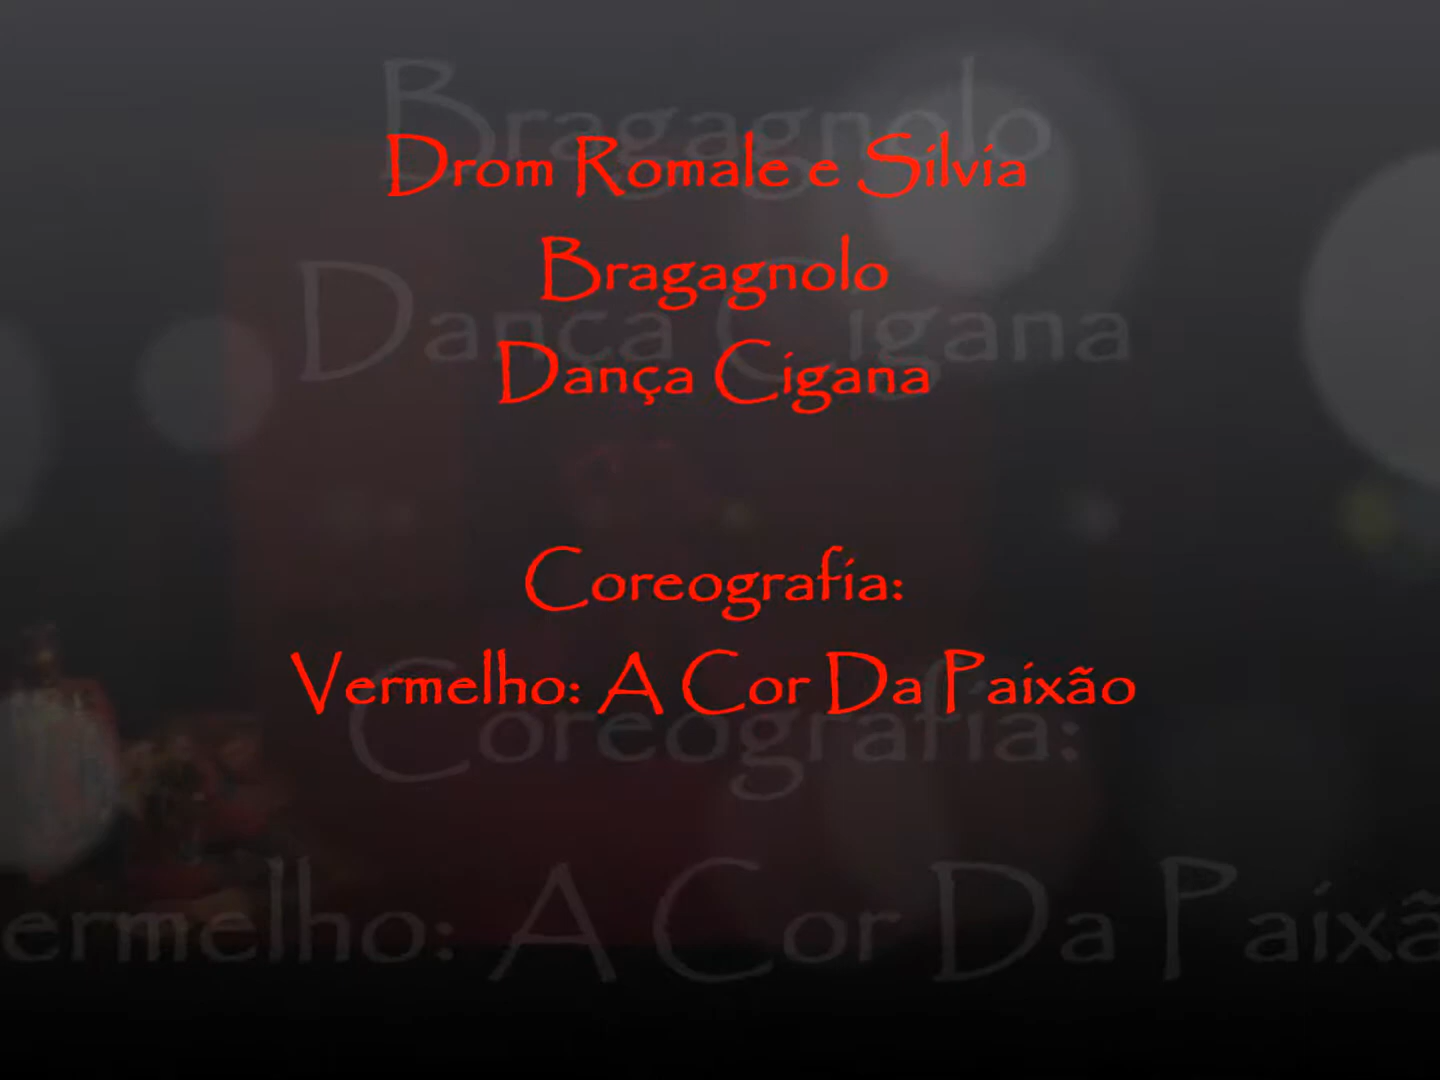 Drom Romale e Silvia
Bragagnolo
Dança Cigana
Coreografia:
Vermelho: A Cor Da Paixão